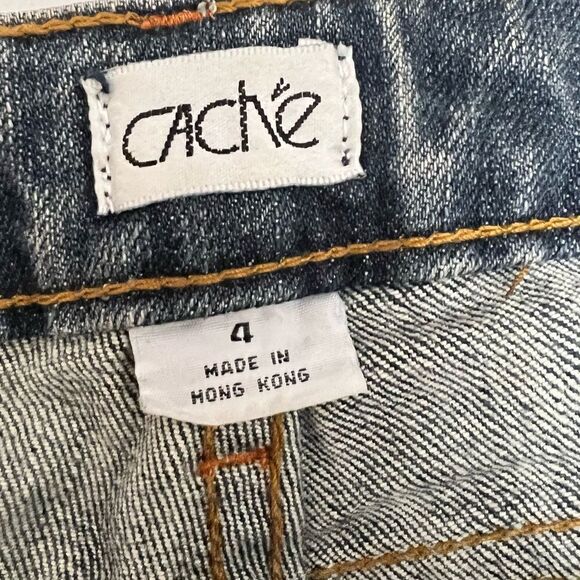 caché
4
MADE IN
HONG KONG